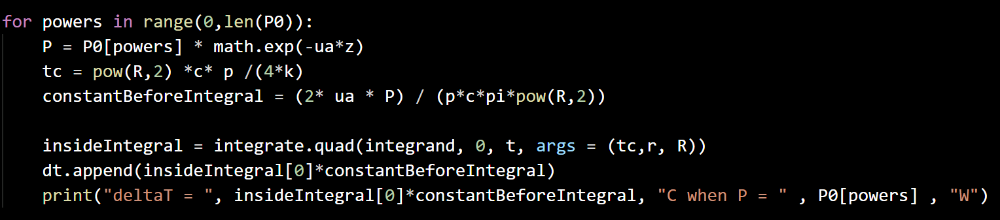 for powers in range(0,len(P0)):
    P = P0[powers] * math.exp(-ua*z)
    tc = pow(R,2) *c* p /(4*k)
    constantBeforeIntegral = (2* ua * P) / (p*c*pi*pow(R,2))

    insideIntegral = integrate.quad(integrand, 0, t, args = (tc,r, R))
    dt.append(insideIntegral[0]*constantBeforeIntegral)
    print("deltaT = ", insideIntegral[0]*constantBeforeIntegral, "C when P = " , P0[powers] , "W")